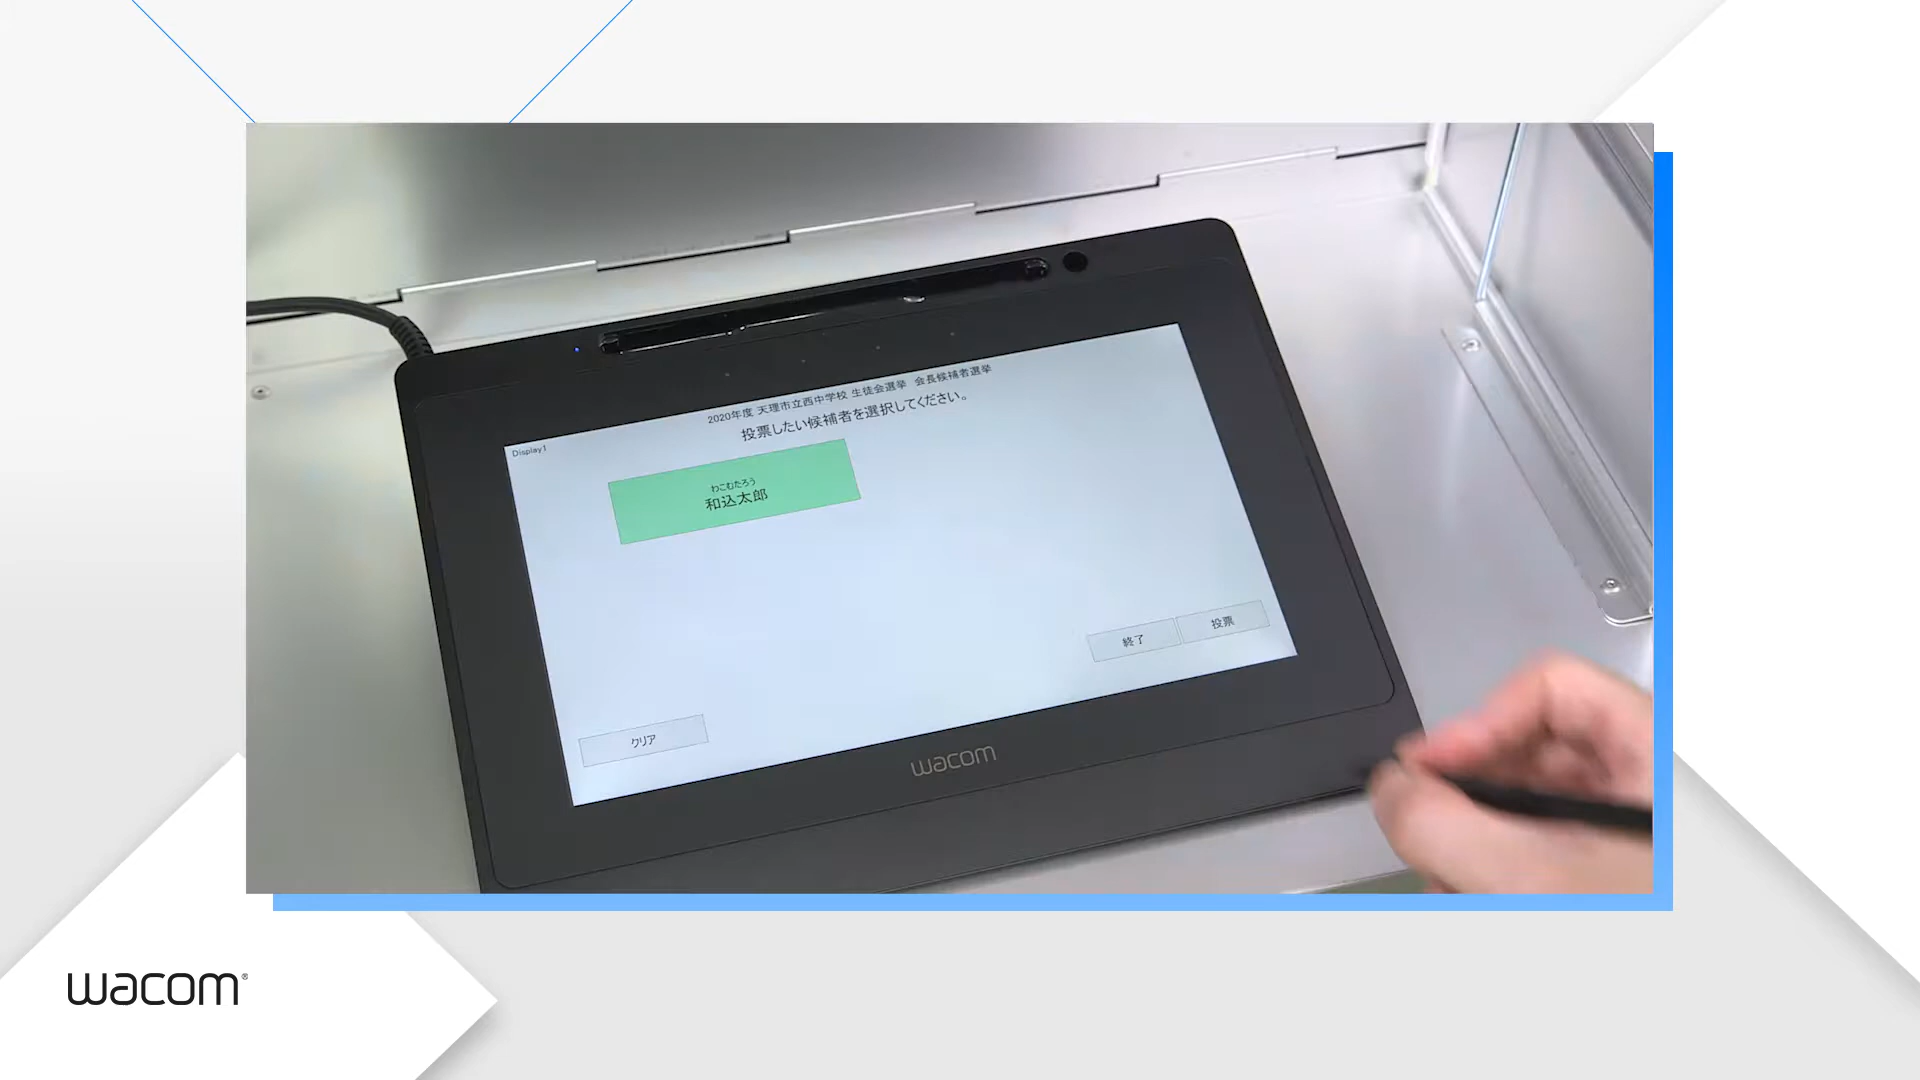 2020年度 天理市立西中学校 生徒会選挙 会長候補者選挙
投票したい候補者を選択してください。
Display1
わこむたろう
和込太郎
終了
投票
クリア
wacom
wacom®